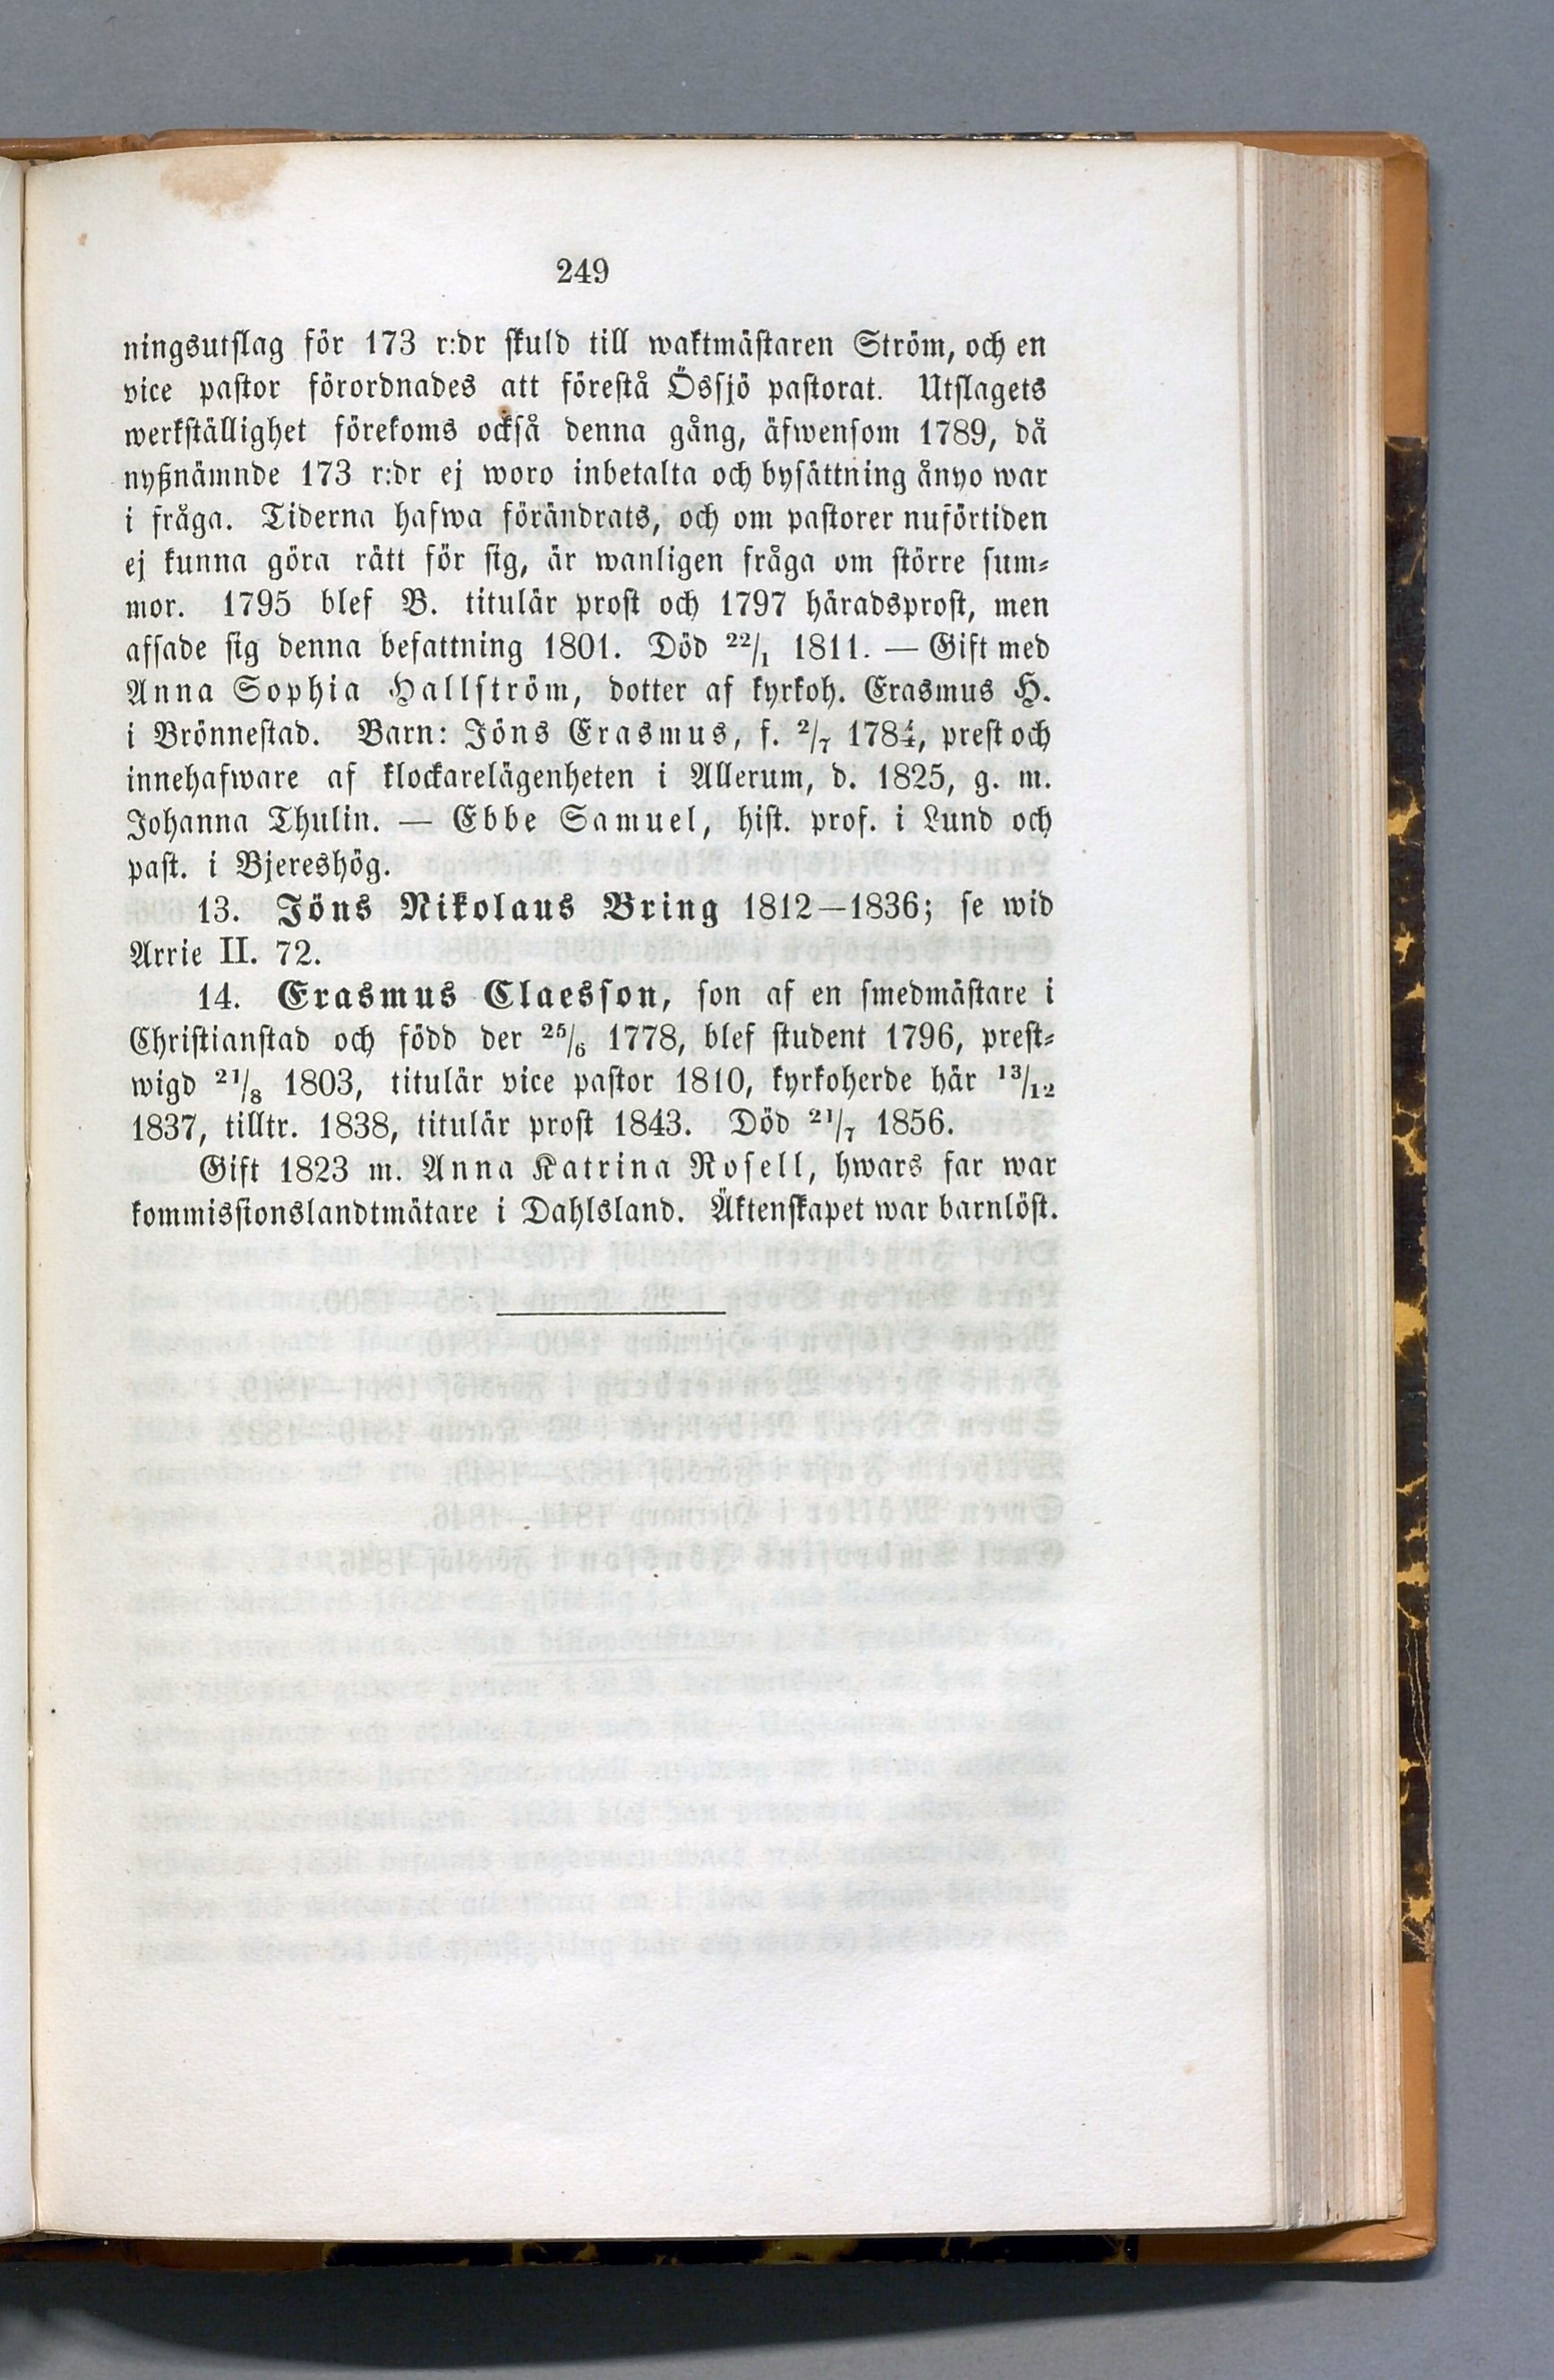 249
ningsutslag för 173 r:dr skuld till waktmästaren Ström, och en
vice pastor förordnades att förestå Össjö pastorat. Utslagets
werkställighet förekoms också denna gång, äfwensom 1789, då
nyßnämnde 173 r:dr ej woro inbetalta och bysättning ånyo war
i fråga. Tiderna hafwa förändrats, och om pastorer nuförtiden
ej kunna göra rätt för sig, är wanligen fråga om större sum-
mor. 1795 blef B. titulär prost och 1797 häradsprost, men
afsade sig denna befattning 1801. Död 22/1 1811. — Gift med
Anna Sophia Hallström, dotter af kyrkoh. Erasmus H.
i Brönnestad. Barn: Jöns Erasmus, f. 2/7 1784, prest och
innehafware af klockarelägenheten i Allerum, d. 1825, g. m.
Johanna Thulin. — Ebbe Samuel, hist. prof. i Lund och
past. i Bjereshög.
13. Jöns Nikolaus Bring 1812—1836; se wid
Arrie II. 72.
14. Erasmus Claesson, son af en smedmästare i
Christianstad och född der 25/6 1778, blef student 1796, prest-
wigd 21/8 1803, titulär vice pastor 1810, kyrkoherde här 13/12
1837, tilltr. 1838, titulär prost 1843. Död 21/7 1856.
Gift 1823 m. Anna Katrina Rosell, hwars far war
kommissionslandtmätare i Dahlsland. Äktenskapet war barnlöst.